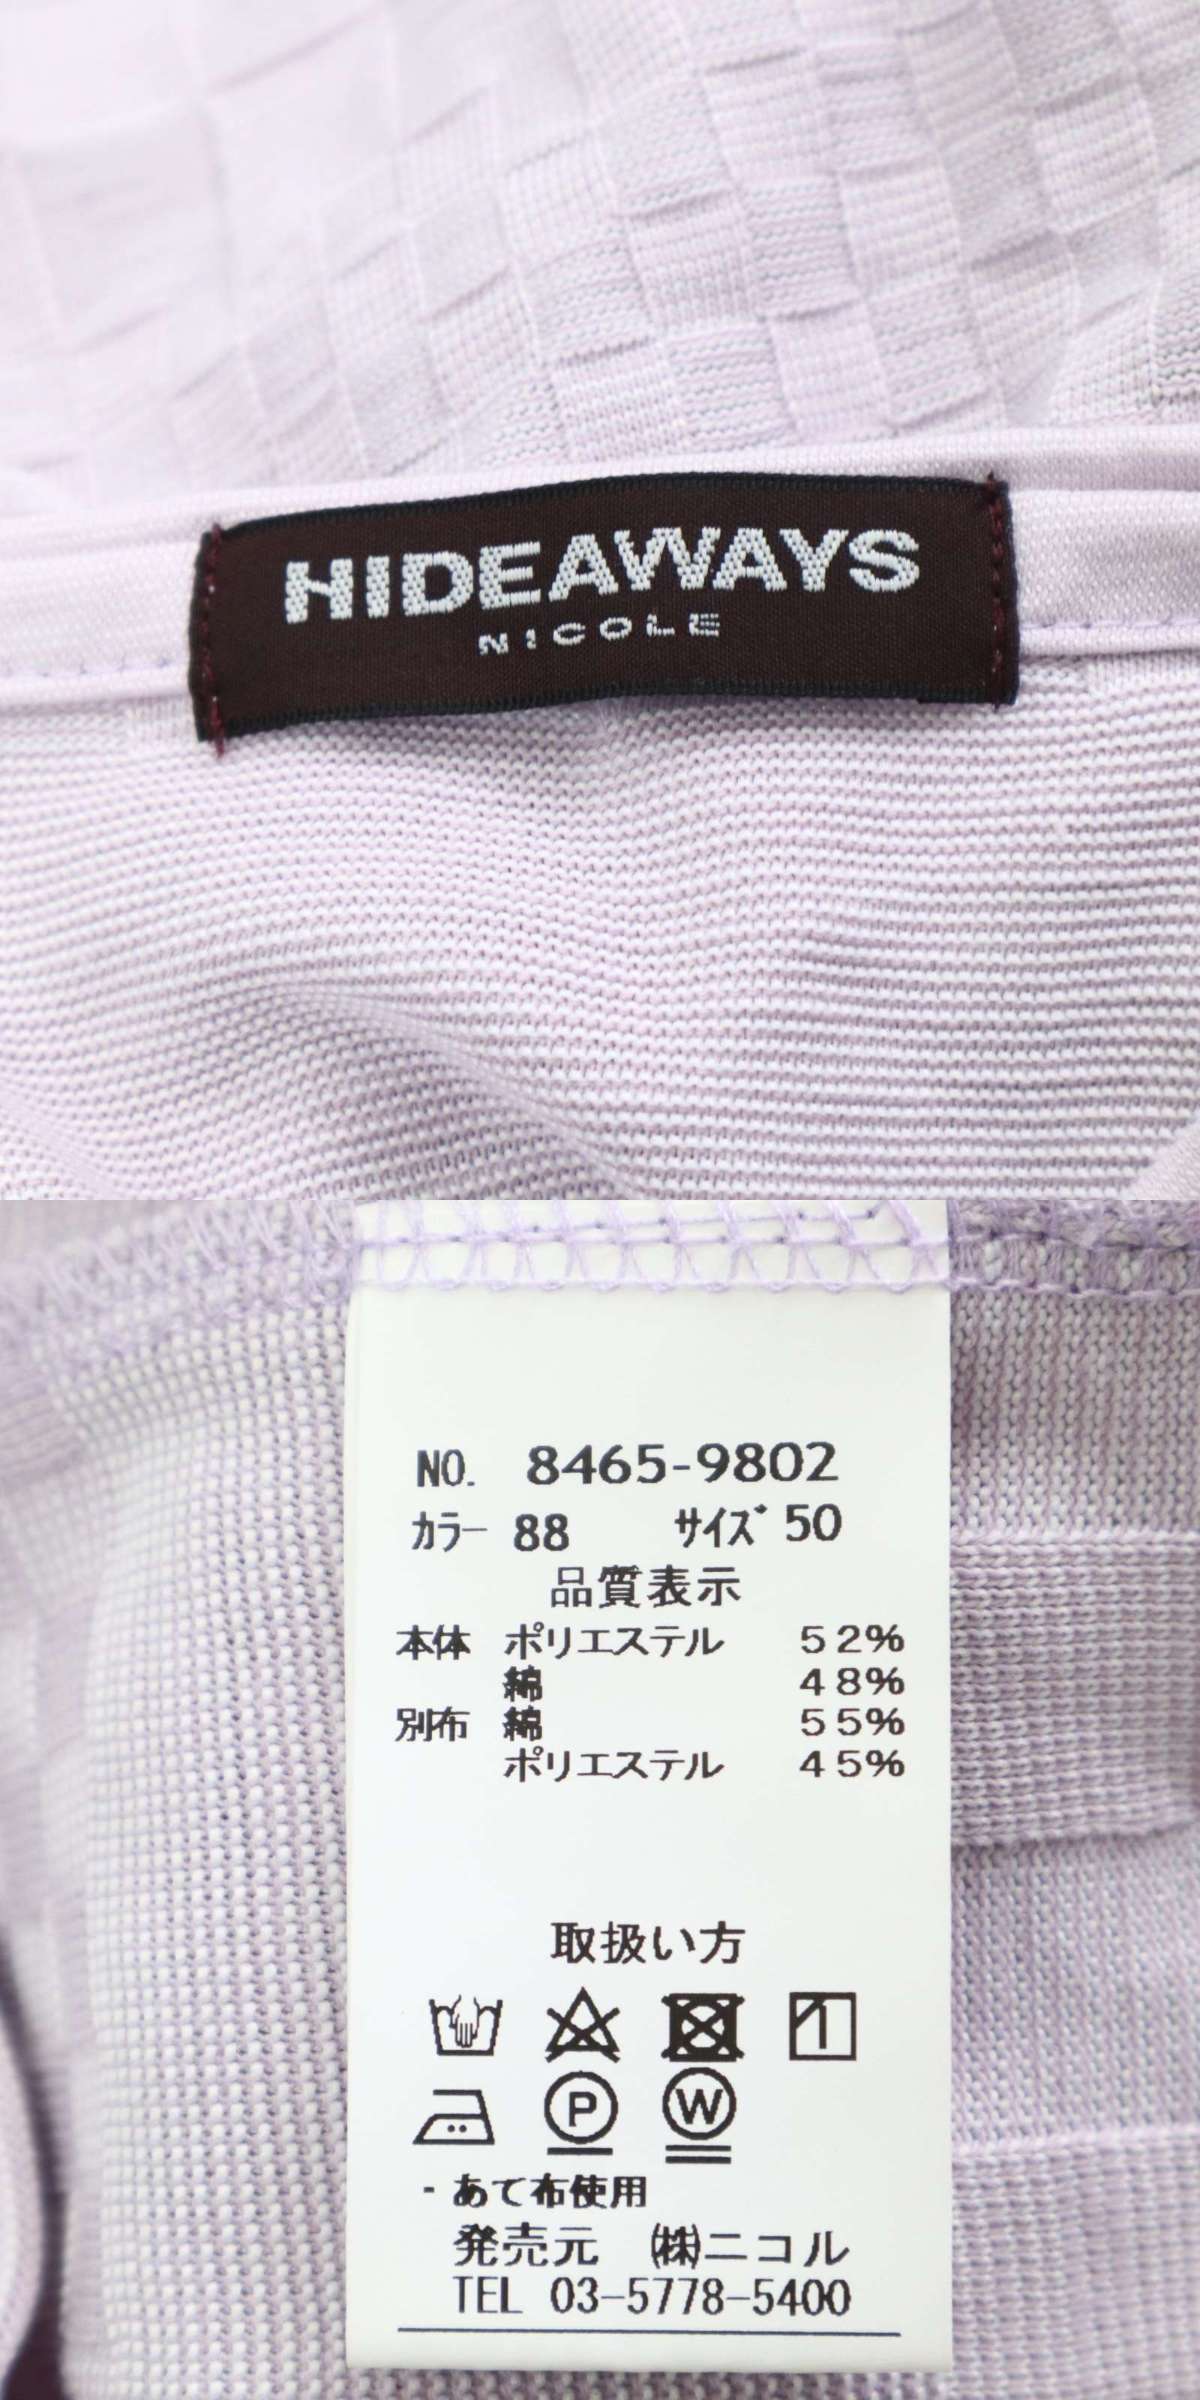 HIDEAWAYS
NICOLE
NO. 8465-9802
カラー 88 サイズ 50
品質表示
本体 ポリエステル 52%
綿 48%
別布 綿 55%
ポリエステル 45%
取扱い方
P W
・あて布使用
発売元 ㈱ニコル
TEL 03-5778-5400